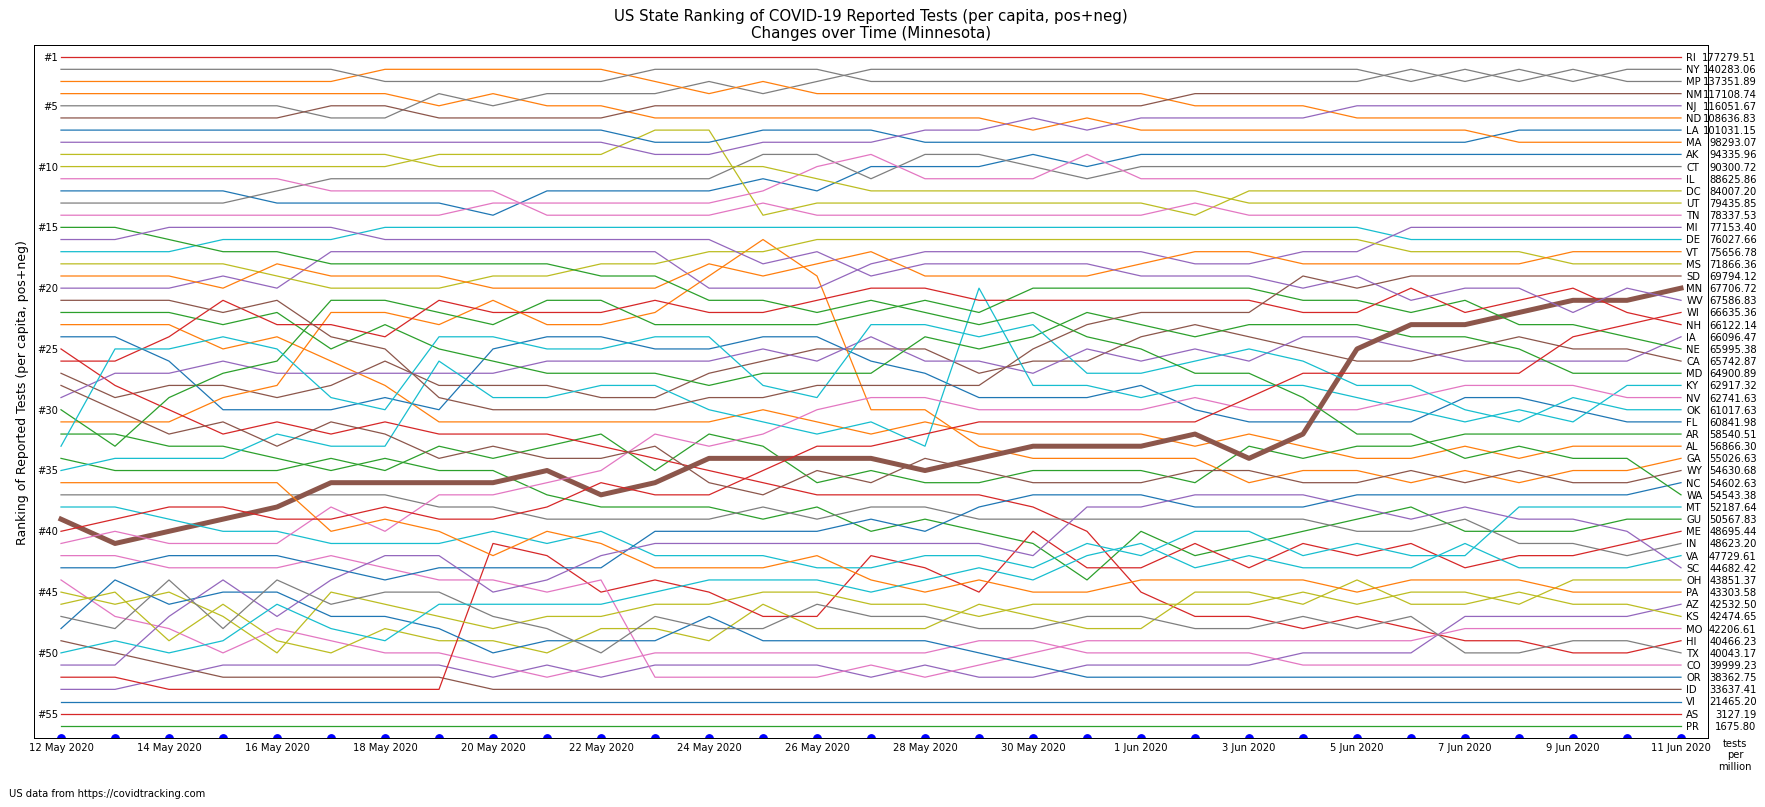 US State Ranking of COVID-19 Reported Tests (per capita, pos+neg)
Changes over Time (Minnesota)
Ranking of Reported Tests (per capita, pos+neg)
#1
#5
#10
#15
#20
#25
#30
#35
#40
#45
#50
#55
RI 177279.51
NY 140283.06
MP 137351.89
NM 117108.74
NJ 116051.67
ND 108636.83
LA 101031.15
MA 98293.07
AK 94335.96
CT 90300.72
IL 88625.86
DC 84007.20
UT 79435.85
TN 78337.53
MI 77153.40
DE 76027.66
VT 75656.78
MS 71866.36
SD 69794.12
MN 67706.72
WV 67586.83
WI 66635.36
NH 66122.14
IA 66096.47
NE 65995.38
CA 65742.87
MD 64900.89
KY 62917.32
NV 62741.63
OK 61017.63
FL 60841.98
AR 58540.51
AL 56866.30
GA 55026.63
WY 54630.68
NC 54602.63
WA 54543.38
MT 52187.64
GU 50567.83
ME 48695.44
IN 48623.20
VA 47729.61
SC 44682.42
OH 43851.37
PA 43303.58
AZ 42532.50
KS 42474.65
MO 42206.61
HI 40466.23
TX 40043.17
CO 39999.23
OR 38362.75
ID 33637.41
VI 21465.20
AS 3127.19
PR 1675.80
12 May 2020 14 May 2020 16 May 2020 18 May 2020 20 May 2020 22 May 2020 24 May 2020 26 May 2020 28 May 2020 30 May 2020 1 Jun 2020 3 Jun 2020 5 Jun 2020 7 Jun 2020 9 Jun 2020 11 Jun 2020
tests
per
million
US data from https://covidtracking.com